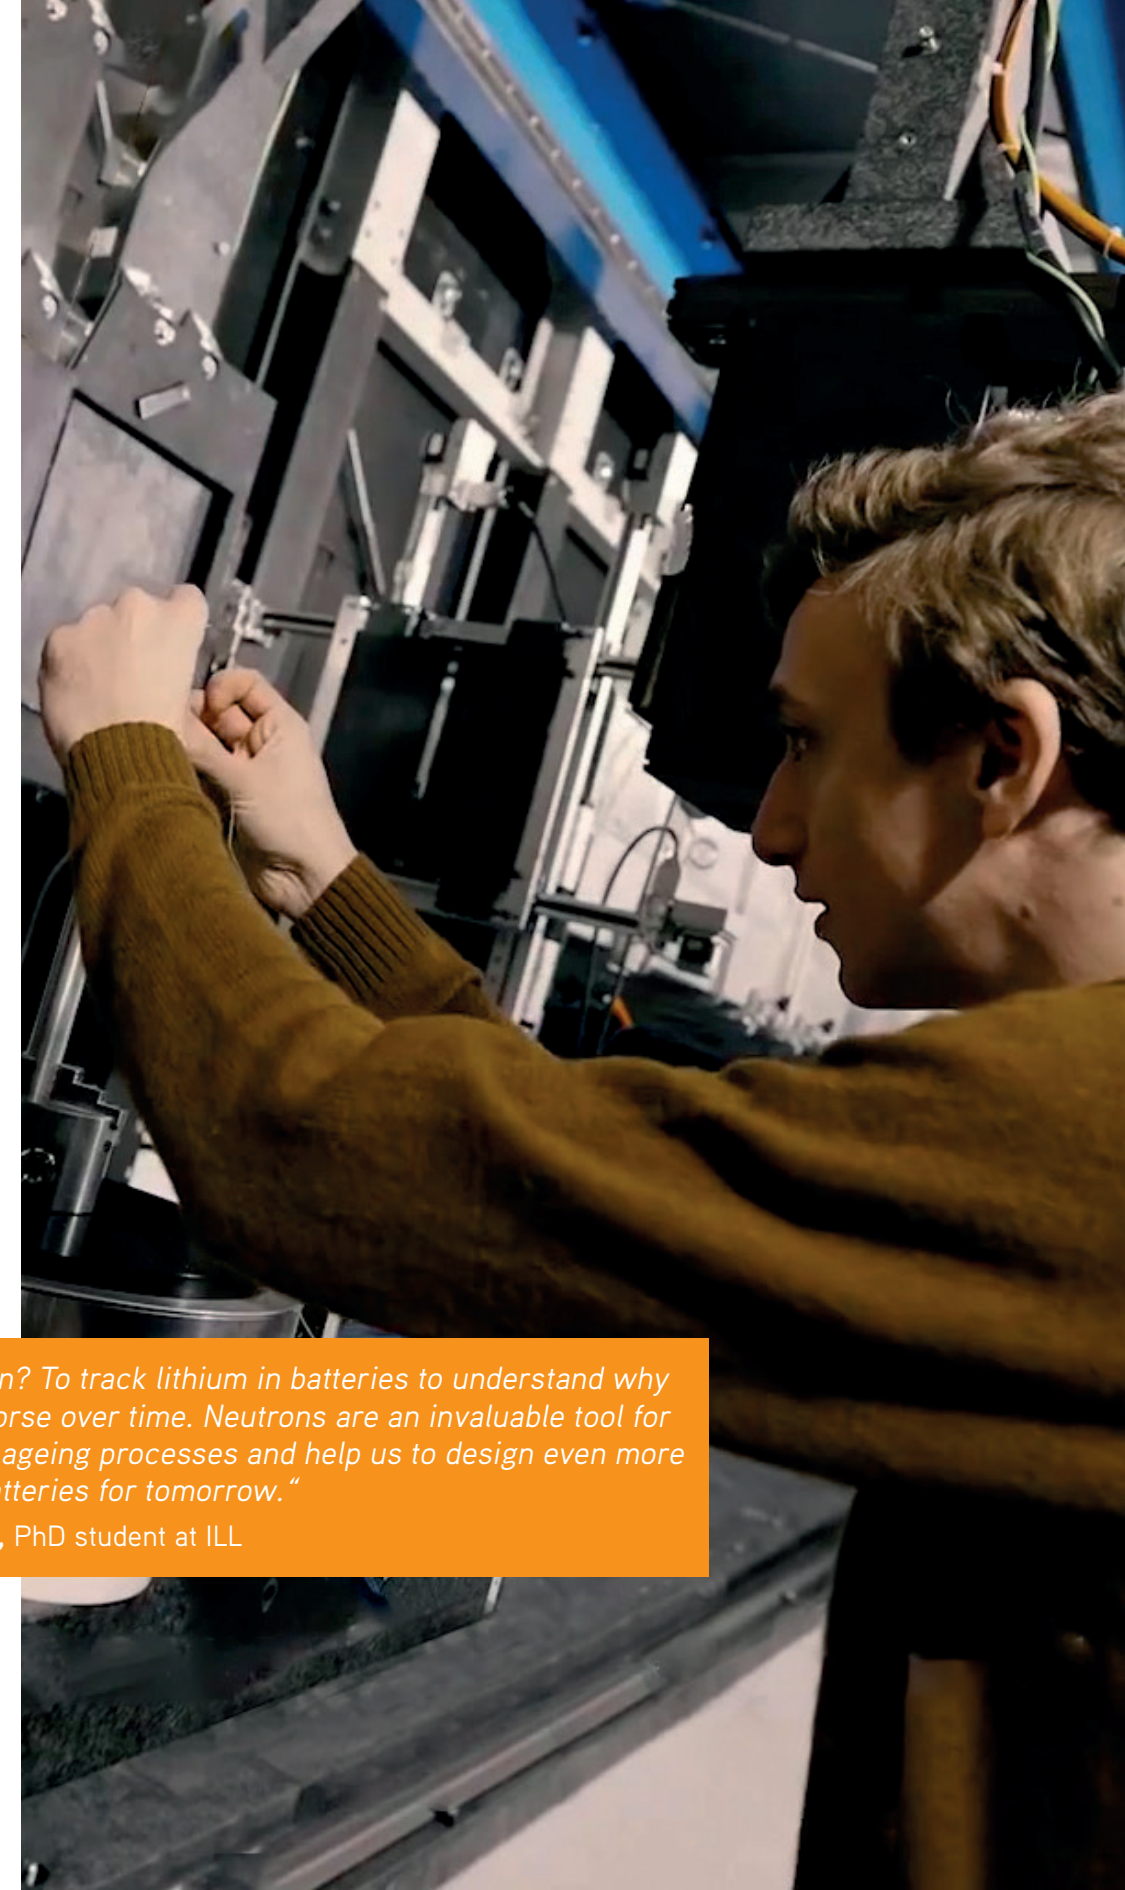 n? To track lithium in batteries to understand why
orse over time. Neutrons are an invaluable tool for
ageing processes and help us to design even more
tteries for tomorrow.“
, PhD student at ILL